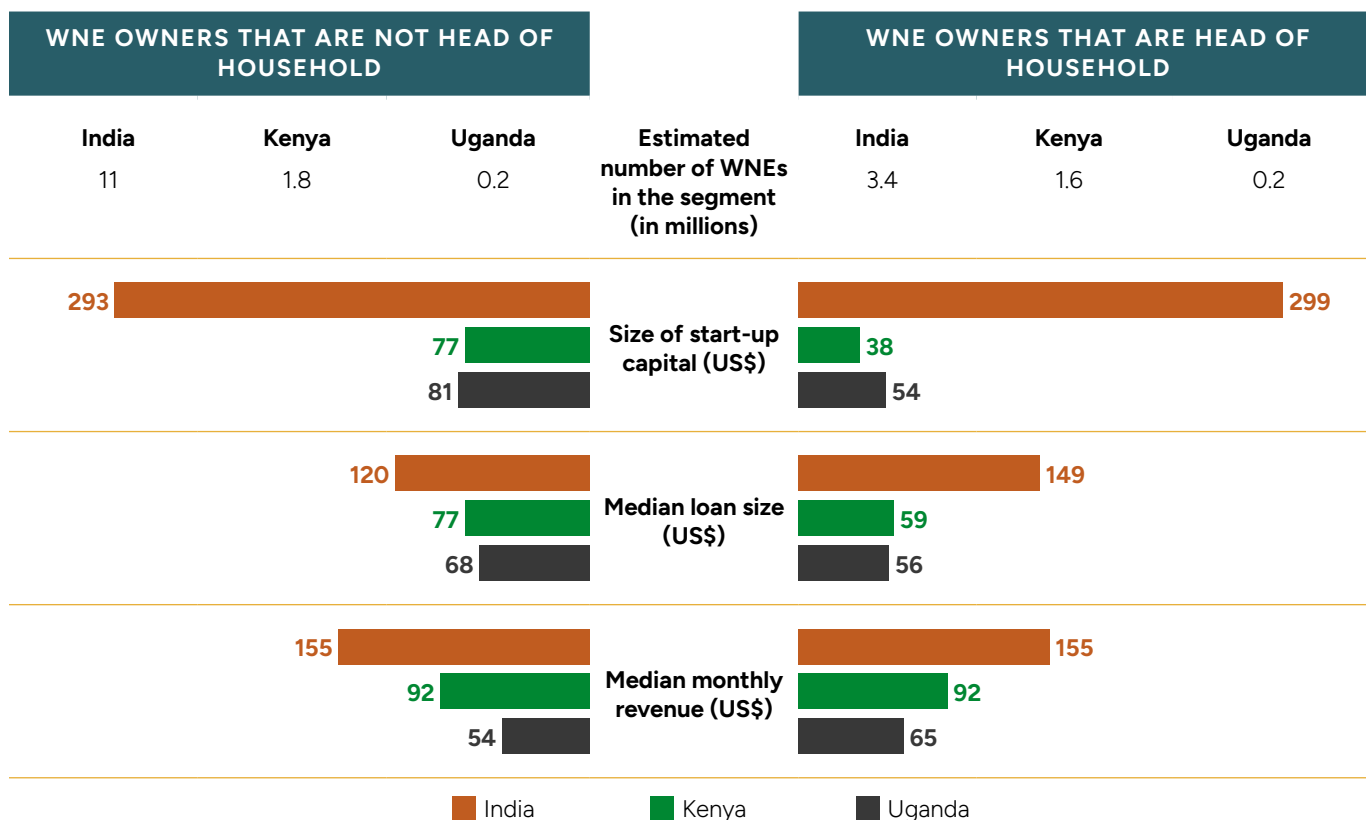 WNE OWNERS THAT ARE NOT HEAD OF
HOUSEHOLD
WNE OWNERS THAT ARE HEAD OF
HOUSEHOLD
India Kenya Uganda
11 1.8 0.2
Estimated
number of WNEs
in the segment
(in millions)
India Kenya Uganda
3.4 1.6 0.2
293
77
81
Size of start-up
capital (US$)
299
38
54
120
77
68
Median loan size
(US$)
149
59
56
155
92
54
Median monthly
revenue (US$)
155
92
65
India Kenya Uganda